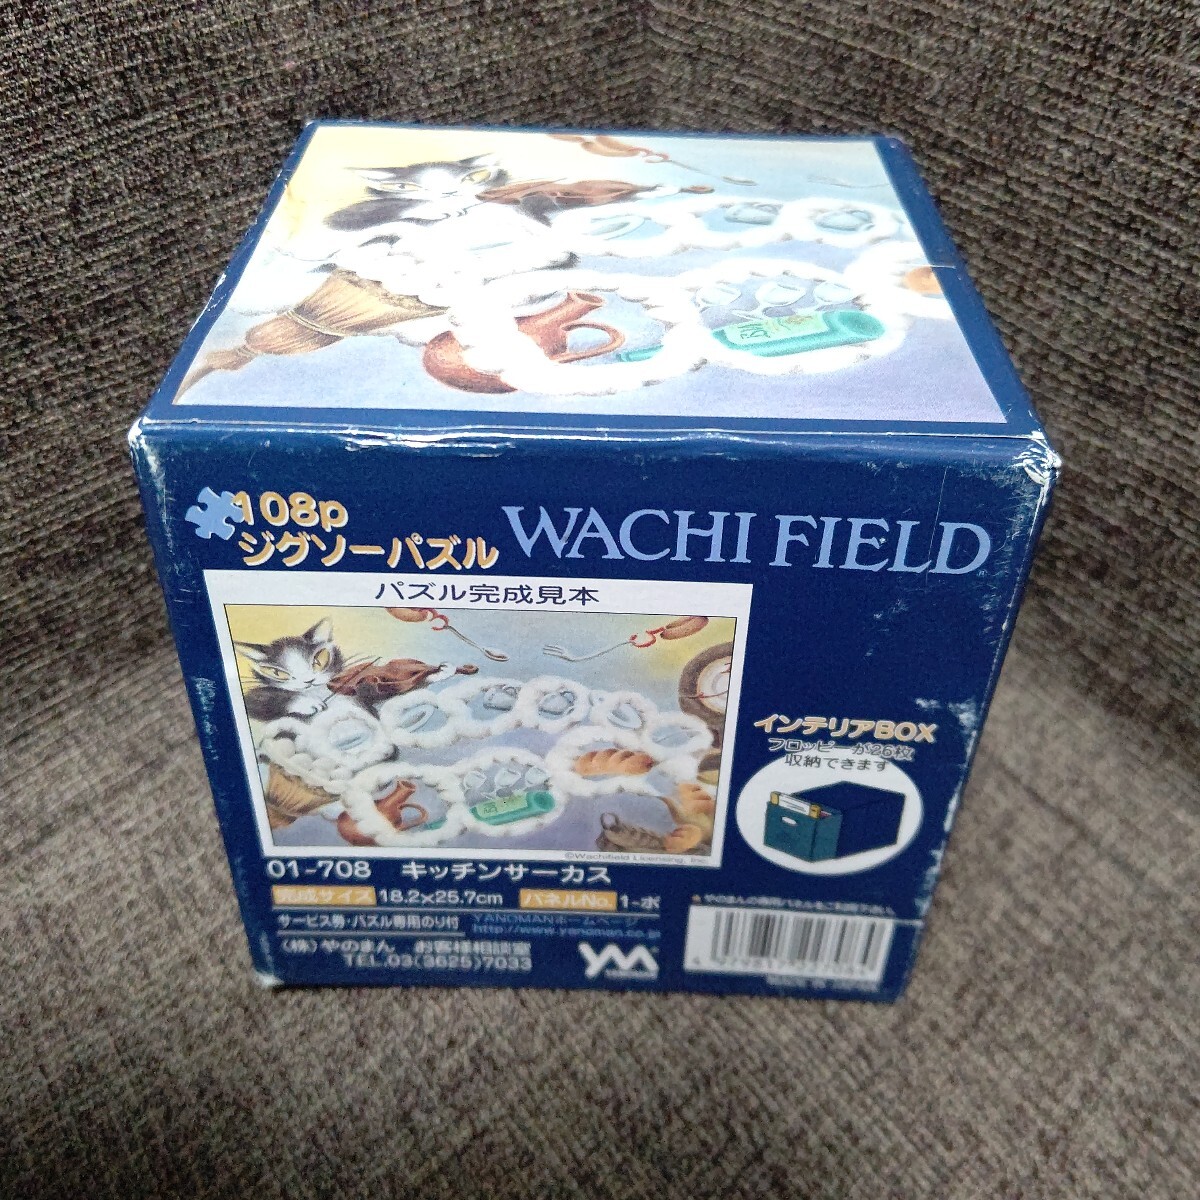 108p
ジグソーパズル
WACHI FIELD
パズル完成見本
©Wachifield Licensing, Inc.
インテリアBOX
フロッピーが26枚
収納できます
01-708 キッチンサーカス
完成サイズ 18.2×25.7cm パネルNo. 1-ボ
サービス券・パズル専用のり付
YANOMANホームページ
http://www.yanoman.co.jp
(株)やのまん お客様相談室
TEL.03(3625)7033
YM